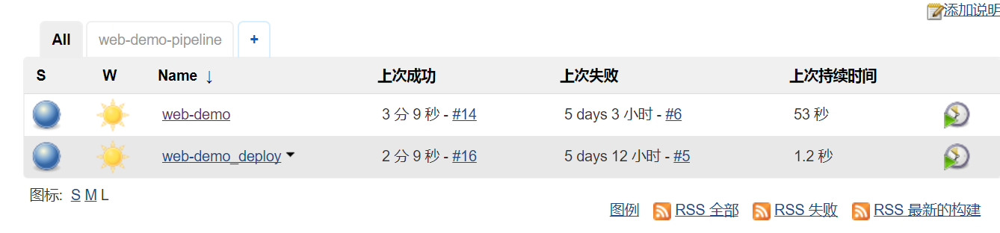 添加说明
All web-demo-pipeline +
S W Name ↓ 上次成功 上次失败 上次持续时间
web-demo 3 分 9 秒 - #14 5 days 3 小时 - #6 53 秒
web-demo_deploy 2 分 9 秒 - #16 5 days 12 小时 - #5 1.2 秒
图标: S M L
图例 RSS 全部 RSS 失败 RSS 最新的构建